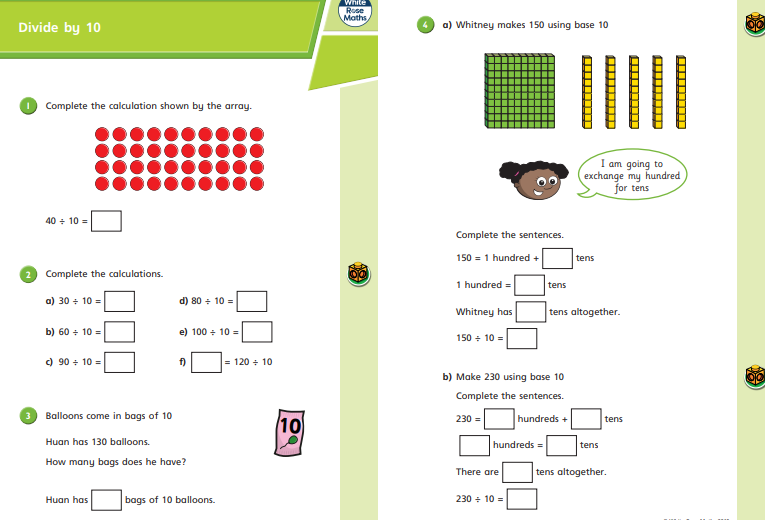 Divide by 10
White
Rose
Maths
1 Complete the calculation shown by the array.
40 ÷ 10 =
2 Complete the calculations.
a) 30 ÷ 10 =
d) 80 ÷ 10 =
b) 60 ÷ 10 =
e) 100 ÷ 10 =
c) 90 ÷ 10 =
f) = 120 ÷ 10
3 Balloons come in bags of 10
Huan has 130 balloons.
How many bags does he have?
10
Huan has bags of 10 balloons.
4 a) Whitney makes 150 using base 10
I am going to
exchange my hundred
for tens
Complete the sentences.
150 = 1 hundred + tens
1 hundred = tens
Whitney has tens altogether.
150 ÷ 10 =
b) Make 230 using base 10
Complete the sentences.
230 = hundreds + tens
hundreds = tens
There are tens altogether.
230 ÷ 10 =